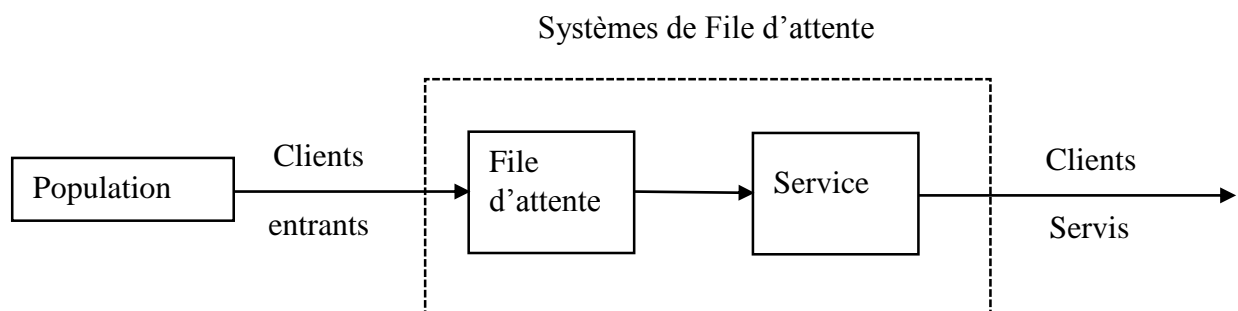 Systèmes de File d'attente
Population
Clients
entrants
File
d'attente
Service
Clients
Servis